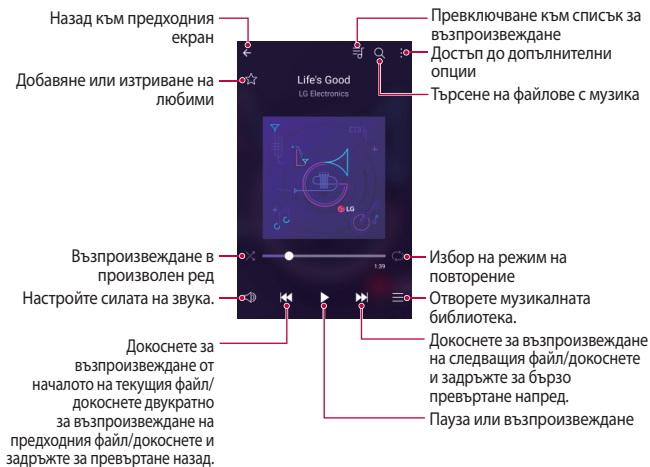 Назад към предходния
екран
Добавяне или изтриване на
любими
Възпроизвеждане в
произволен ред
Настройте силата на звука.
Докоснете за
възпроизвеждане от
началото на текущия файл/
докоснете двукратно
за възпроизвеждане на
предходния файл/докоснете и
задръжте за превъртане назад.
Life's Good
LG Electronics
LG
1:39
Превключване към списък за
възпроизвеждане
Достъп до допълнителни
опции
Търсене на файлове с музика
Избор на режим на
повторение
Отворете музикалната
библиотека.
Докоснете за възпроизвеждане
на следващия файл/докоснете
и задръжте за бързо
превъртане напред.
Пауза или възпроизвеждане